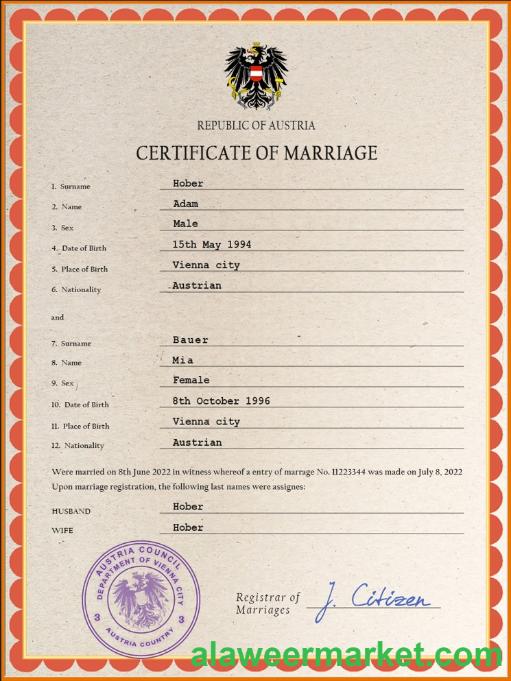 REPUBLIC OF AUSTRIA
CERTIFICATE OF MARRIAGE
1. Surname Hober
2. Name Adam
3. Sex Male
4. Date of Birth 15th May 1994
5. Place of Birth Vienna city
6. Nationality Austrian
and
7. Surname Bauer
8. Name Mia
9. Sex Female
10. Date of Birth 8th October 1996
11. Place of Birth Vienna city
12. Nationality Austrian
Were married on 8th June 2022 in witness whereof a entry of marrage No. 11223344 was made on July 8, 2022
Upon marriage registration, the following last names were assignes:
HUSBAND Hober
WIFE Hober
AUSTRIA COUNCIL
DEPARTMENT OF VIENNA CITY
3 3
AUSTRIA COUNTRY
Registrar of
Marriages
J. Citizen
alaweermarket.com